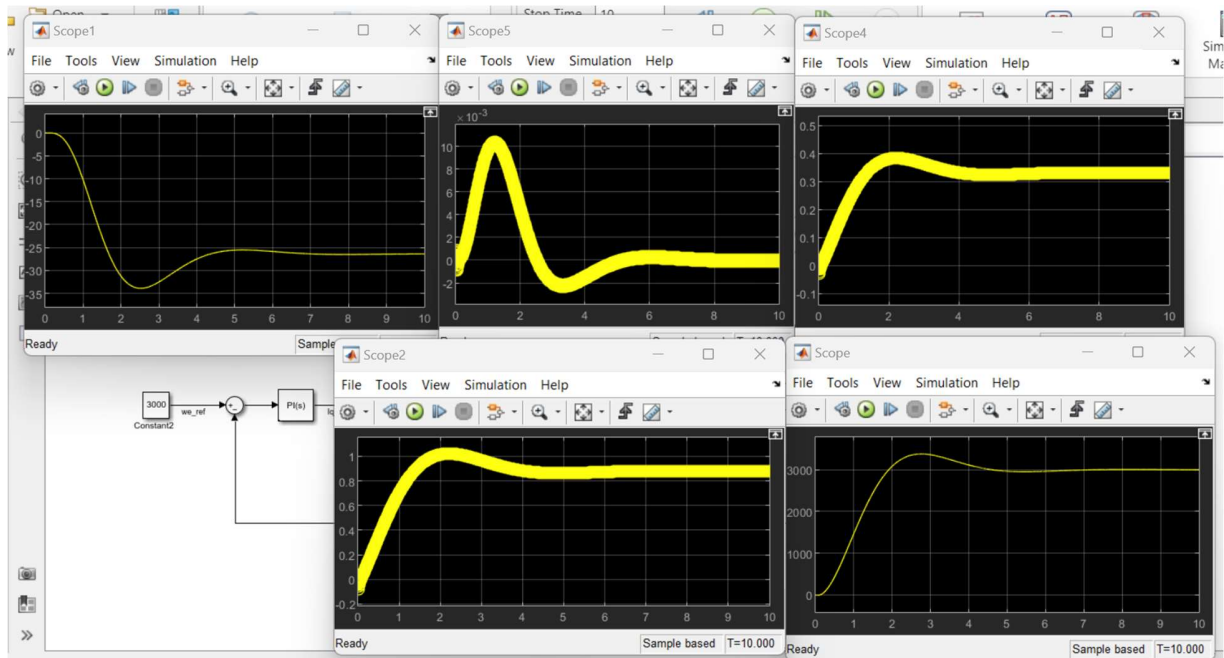 Open
Stop Time 10
Sim
Ma
w
Scope1
File Tools View Simulation Help
0
-5
-10
-15
-20
-25
-30
-35
0 1 2 3 4 5 6 7 8 9 10
Ready
Sample
Scope5
File Tools View Simulation Help
×10⁻³
10
8
6
4
2
0
-2
0 2 4 6 8 10
Scope4
File Tools View Simulation Help
0.5
0.4
0.3
0.2
0.1
0
-0.1
0 2 4 6 8 10
3000
Constant2
we_ref
+
-
PI(s)
Iq
Scope2
File Tools View Simulation Help
1
0.8
0.6
0.4
0.2
0
-0.2
0 1 2 3 4 5 6 7 8 9 10
Ready
Sample based T=10.000
Scope
File Tools View Simulation Help
3000
2000
1000
0
0 1 2 3 4 5 6 7 8 9 10
Ready
Sample based T=10.000